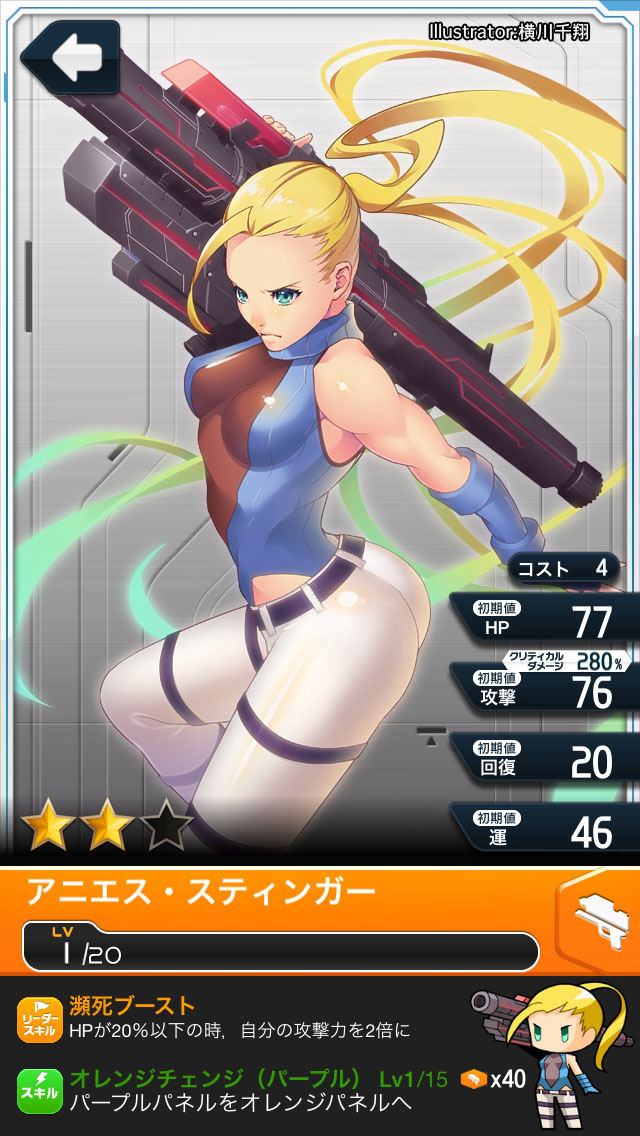 Illustrator:横川千翔
コスト 4
初期値 HP 77
クリティカルダメージ 280%
初期値 攻撃 76
初期値 回復 20
初期値 運 46
アニエス・スティンガー
LV 1/20
リーダースキル 瀕死ブースト
HPが20%以下の時,自分の攻撃力を2倍に
スキル オレンジチェンジ(パープル) Lv1/15 x40
パープルパネルをオレンジパネルへ